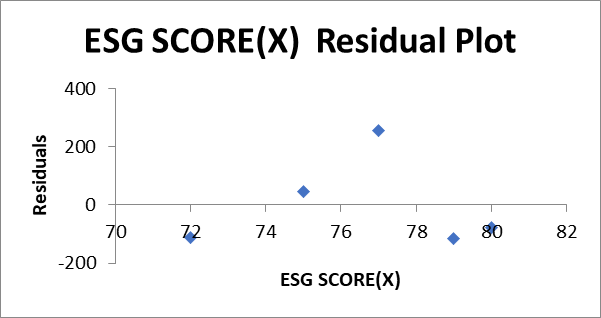 ESG SCORE(X)  Residual Plot
400
200
0
-200
Residuals
70 72 74 76 78 80 82
ESG SCORE(X)